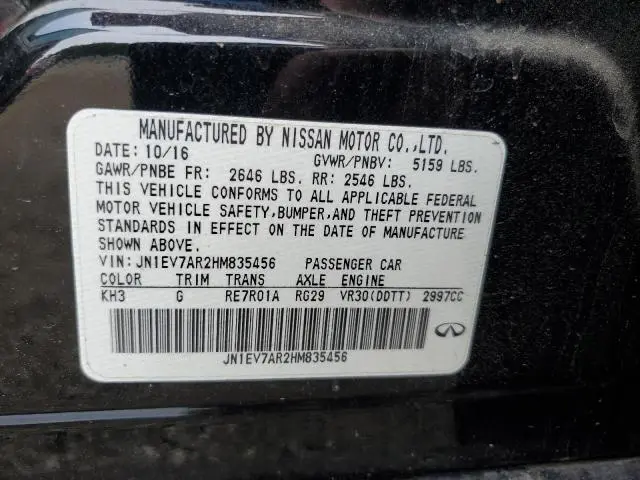 MANUFACTURED BY NISSAN MOTOR CO.,LTD.
DATE: 10/16 GVWR/PNBV: 5159 LBS.
GAWR/PNBE FR: 2646 LBS. RR: 2546 LBS.
THIS VEHICLE CONFORMS TO ALL APPLICABLE FEDERAL
MOTOR VEHICLE SAFETY,BUMPER,AND THEFT PREVENTION
STANDARDS IN EFFECT ON THE DATE OF MANUFACTURE
SHOWN ABOVE.
VIN: JN1EV7AR2HM835456 PASSENGER CAR
COLOR TRIM TRANS AXLE ENGINE
KH3 G RE7R01A RG29 VR30(DDTT) 2997CC
JN1EV7AR2HM835456